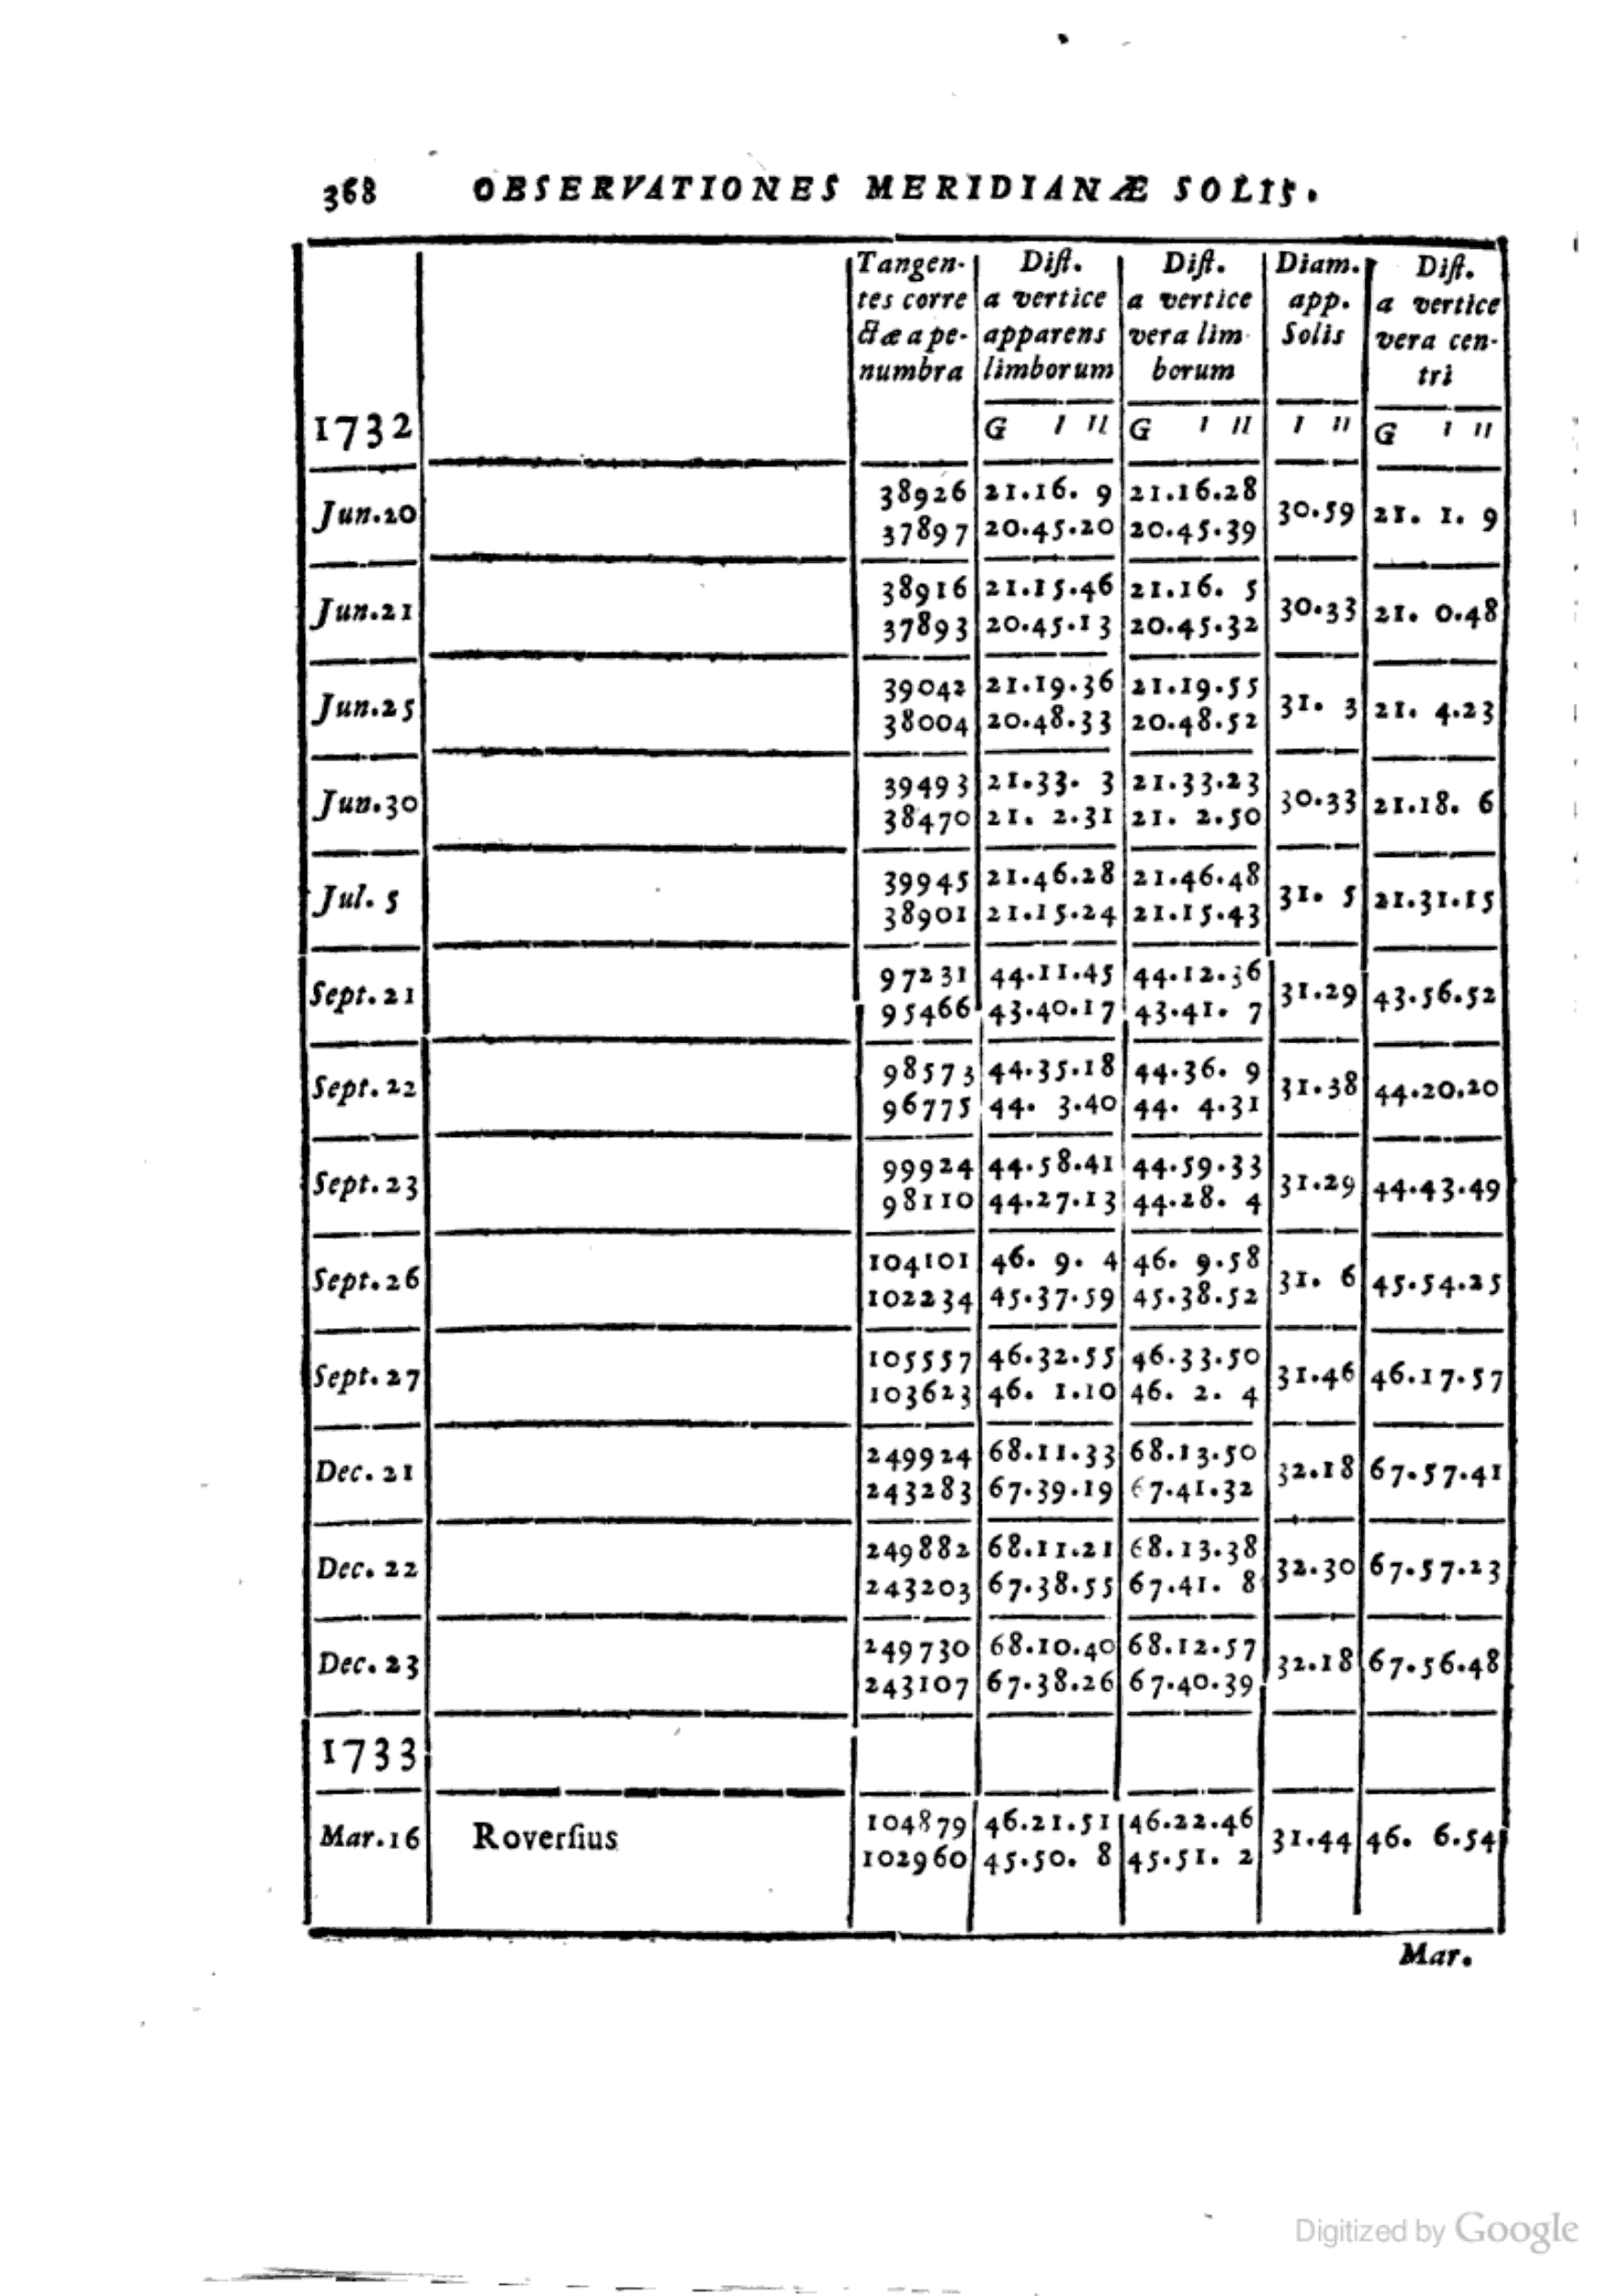 368 OBSERVATIONES MERIDIANÆ SOLIS.
Tangen- Diſt. Diſt. Diam. Diſt.
tes corre a vertice a vertice app. a vertice
ctæ a pe- apparens vera lim- Solis vera cen-
numbra limborum borum tri
1732 G I II G I II I II G I II
38926 21.16. 9 21.16.28
Jun.20 30.59 21. 1. 9
37897 20.45.20 20.45.39
38916 21.15.46 21.16. 5
Jun.21 30.33 21. 0.48
37893 20.45.13 20.45.32
39042 21.19.36 21.19.55
Jun.25 31. 3 21. 4.23
38004 20.48.33 20.48.52
39493 21.33. 3 21.33.23
Jun.30 30.33 21.18. 6
38470 21. 2.31 21. 2.50
39945 21.46.28 21.46.48
Jul. 5 31. 5 21.31.15
38901 21.15.24 21.15.43
97231 44.11.45 44.12.36
Sept.21 31.29 43.56.52
95466 43.40.17 43.41. 7
98573 44.35.18 44.36. 9
Sept.22 31.38 44.20.20
96775 44. 3.40 44. 4.31
99924 44.58.41 44.59.33
Sept.23 31.29 44.43.49
98110 44.27.13 44.28. 4
104101 46. 9. 4 46. 9.58
Sept.26 31. 6 45.54.25
102234 45.37.59 45.38.52
105557 46.32.55 46.33.50
Sept.27 31.46 46.17.57
103623 46. 1.10 46. 2. 4
249924 68.11.33 68.13.50
Dec. 21 32.18 67.57.41
243283 67.39.19 67.41.32
249882 68.11.21 68.13.38
Dec. 22 32.30 67.57.23
243203 67.38.55 67.41. 8
249730 68.10.40 68.12.57
Dec. 23 32.18 67.56.48
243107 67.38.26 67.40.39
1733
104879 46.21.51 46.22.46
Mar.16 Roverſius 31.44 46. 6.54
102960 45.50. 8 45.51. 2
Mar.
Digitized by Google